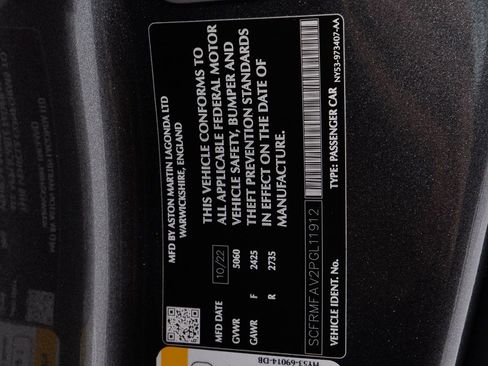 MFD BY ASTON MARTIN LAGONDA LTD
WARWICKSHIRE, ENGLAND
THIS VEHICLE CONFORMS TO
ALL APPLICABLE FEDERAL MOTOR
VEHICLE SAFETY, BUMPER AND
THEFT PREVENTION STANDARDS
IN EFFECT ON THE DATE OF
MANUFACTURE.
10/22
GVWR 5060
GAWR F 2425
R 2735
SCFRMFAV2PGL11912
VEHICLE IDENT. No. TYPE: PASSENGER CAR
NY53-973407-AA
HY53-69014-DB